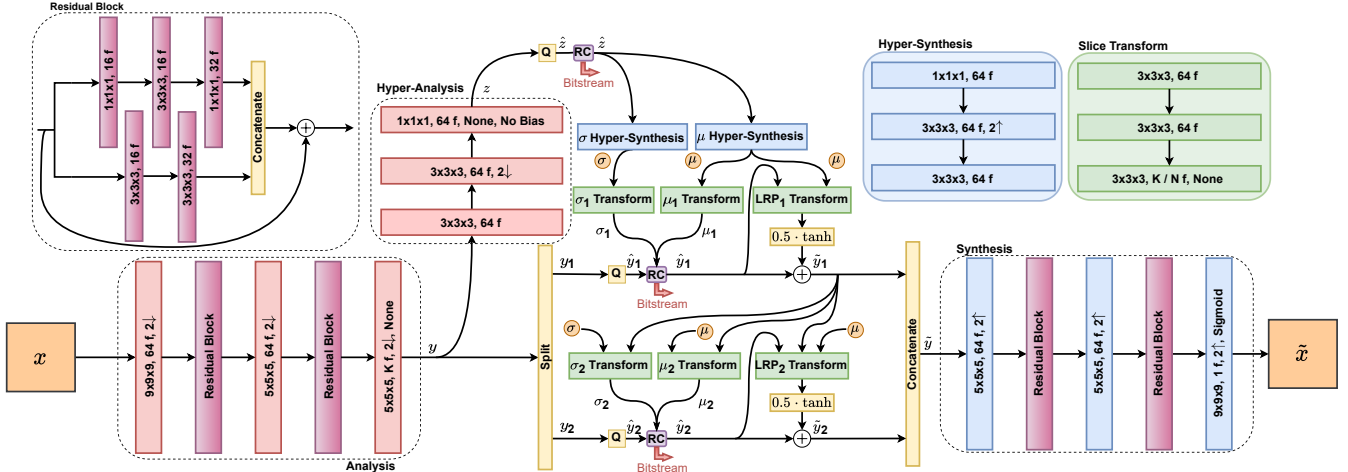 Residual Block
1x1x1, 16 f
3x3x3, 16 f
1x1x1, 32 f
3x3x3, 16 f
3x3x3, 32 f
Concatenate
+
Hyper-Analysis
1x1x1, 64 f, None, No Bias
3x3x3, 64 f, 2↓
3x3x3, 64 f
z
Q
ẑ
RC
ẑ
Bitstream
σ Hyper-Synthesis
μ Hyper-Synthesis
σ
μ
μ
σ1 Transform
μ1 Transform
LRP1 Transform
σ1
μ1
0.5 · tanh
y1
Q
ŷ1
RC
ŷ1
+
ỹ1
Bitstream
Hyper-Synthesis
1x1x1, 64 f
3x3x3, 64 f, 2↑
3x3x3, 64 f
Slice Transform
3x3x3, 64 f
3x3x3, 64 f
3x3x3, K / N f, None
x
9x9x9, 64 f, 2↓
Residual Block
5x5x5, 64 f, 2↓
Residual Block
5x5x5, K f, 2↓, None
Analysis
y
Split
σ
μ
μ
σ2 Transform
μ2 Transform
LRP2 Transform
σ2
μ2
0.5 · tanh
y2
Q
ŷ2
RC
ŷ2
+
ỹ2
Bitstream
Concatenate
ỹ
Synthesis
5x5x5, 64 f, 2↑
Residual Block
5x5x5, 64 f, 2↑
Residual Block
9x9x9, 1 f, 2↑, Sigmoid
x̃